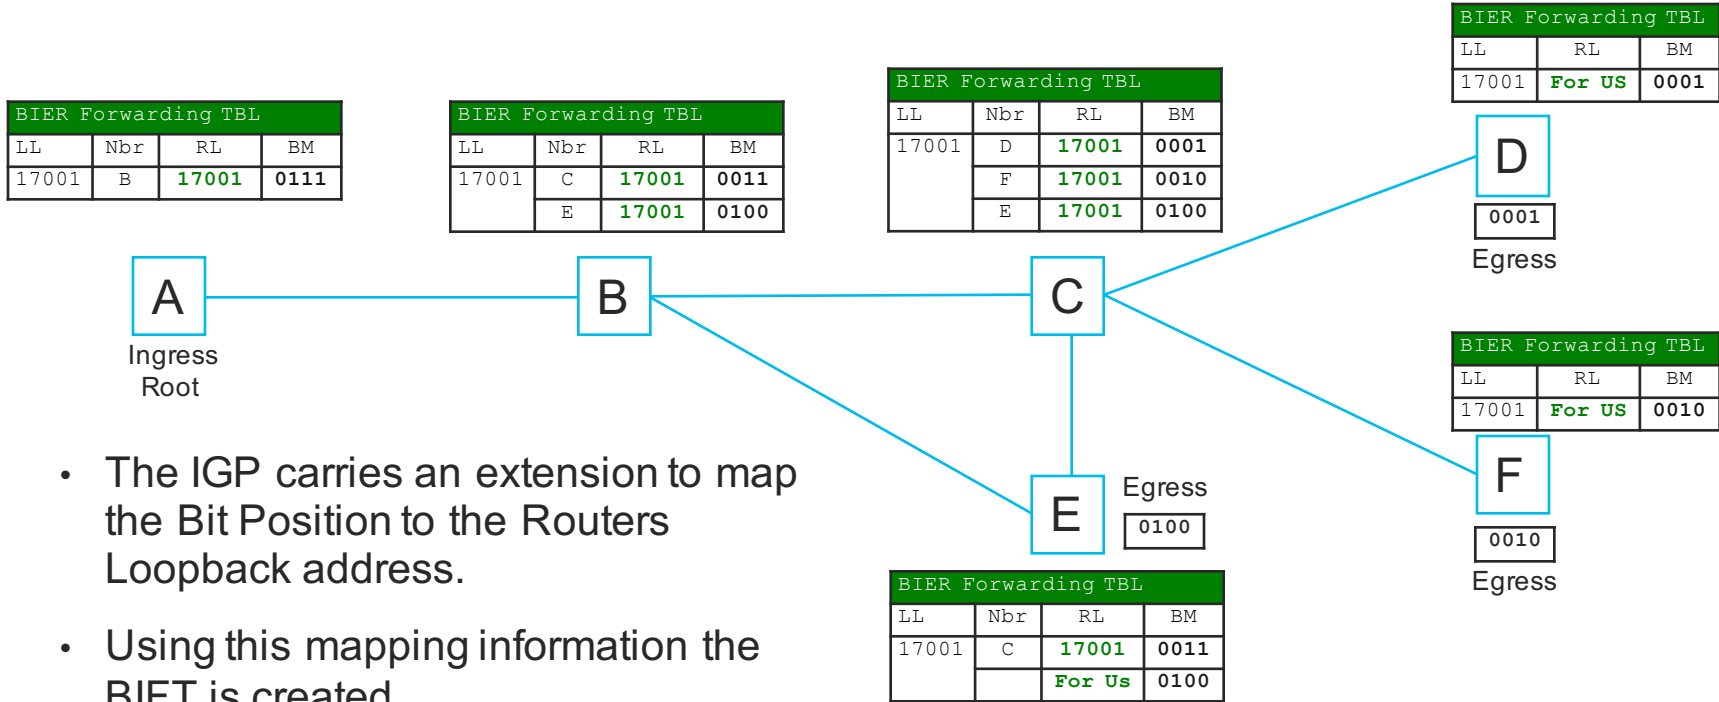 BIER Forwarding TBL
LL Nbr RL BM
17001 B 17001 0111
BIER Forwarding TBL
LL Nbr RL BM
17001 C 17001 0011
E 17001 0100
BIER Forwarding TBL
LL Nbr RL BM
17001 D 17001 0001
F 17001 0010
E 17001 0100
BIER Forwarding TBL
LL RL BM
17001 For US 0001
A
Ingress
Root
B
C
D
0001
Egress
BIER Forwarding TBL
LL RL BM
17001 For US 0010
F
0010
Egress
E
Egress
0100
BIER Forwarding TBL
LL Nbr RL BM
17001 C 17001 0011
For Us 0100
• The IGP carries an extension to map
the Bit Position to the Routers
Loopback address.
• Using this mapping information the
BIFT is created